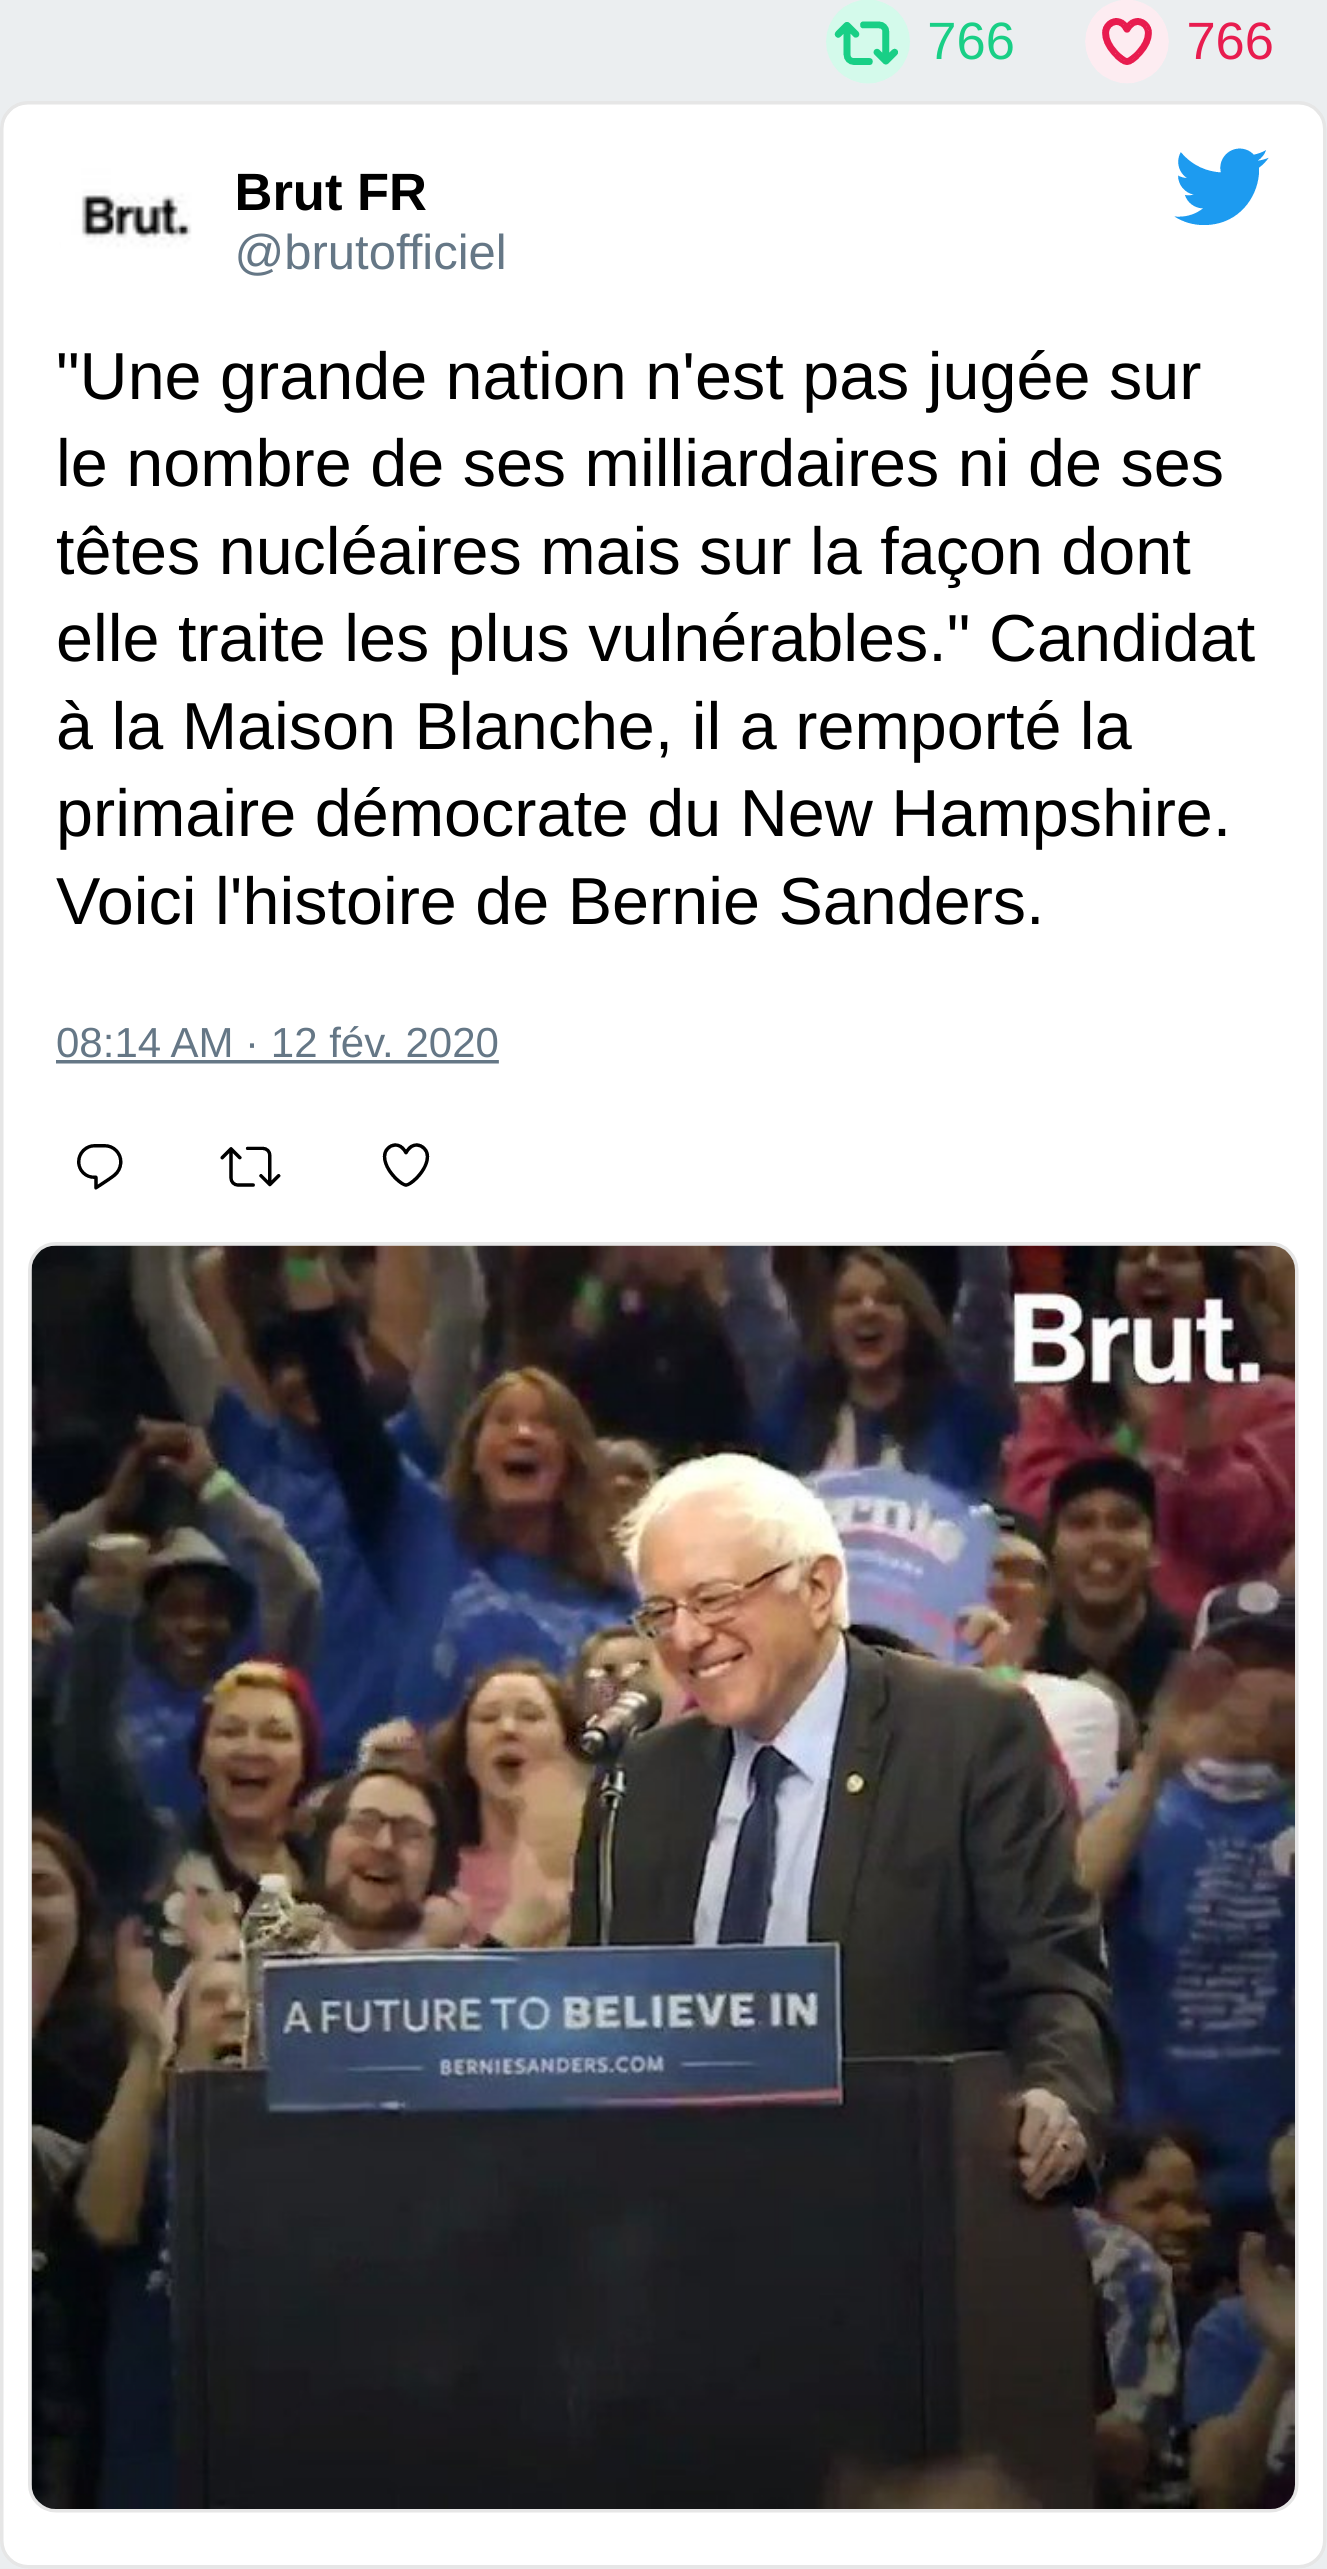 766 766
Brut.
Brut FR
@brutofficiel
"Une grande nation n'est pas jugée sur
le nombre de ses milliardaires ni de ses
têtes nucléaires mais sur la façon dont
elle traite les plus vulnérables." Candidat
à la Maison Blanche, il a remporté la
primaire démocrate du New Hampshire.
Voici l'histoire de Bernie Sanders.
08:14 AM · 12 fév. 2020
Brut.
A FUTURE TO BELIEVE IN
BERNIESANDERS.COM